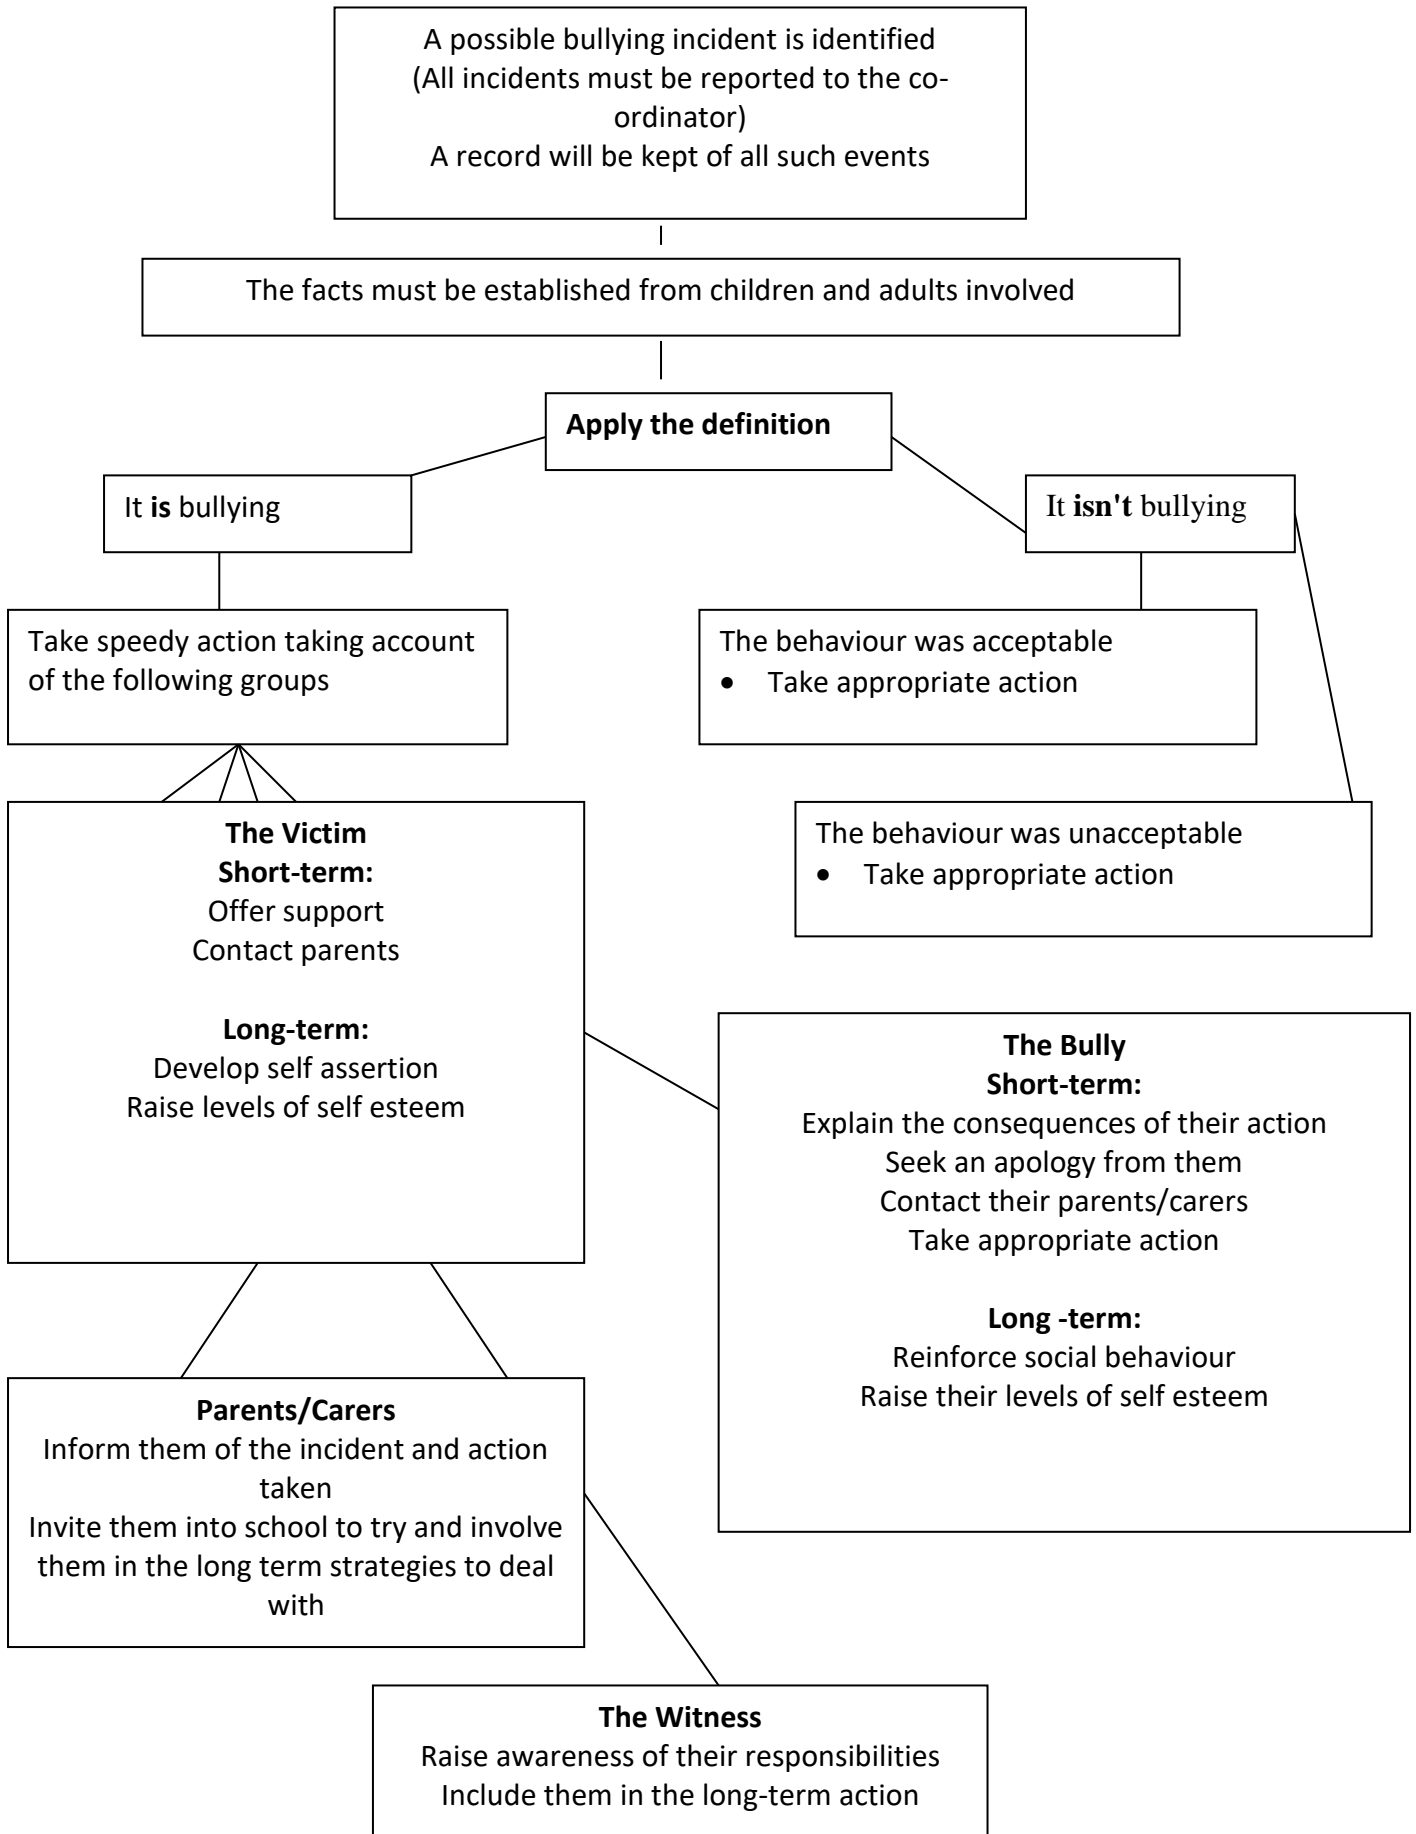 A possible bullying incident is identified
(All incidents must be reported to the co-
ordinator)
A record will be kept of all such events
The facts must be established from children and adults involved
Apply the definition
It is bullying
It isn't bullying
Take speedy action taking account
of the following groups
The behaviour was acceptable
• Take appropriate action
The behaviour was unacceptable
• Take appropriate action
The Victim
Short-term:
Offer support
Contact parents
Long-term:
Develop self assertion
Raise levels of self esteem
The Bully
Short-term:
Explain the consequences of their action
Seek an apology from them
Contact their parents/carers
Take appropriate action
Long -term:
Reinforce social behaviour
Raise their levels of self esteem
Parents/Carers
Inform them of the incident and action
taken
Invite them into school to try and involve
them in the long term strategies to deal
with
The Witness
Raise awareness of their responsibilities
Include them in the long-term action